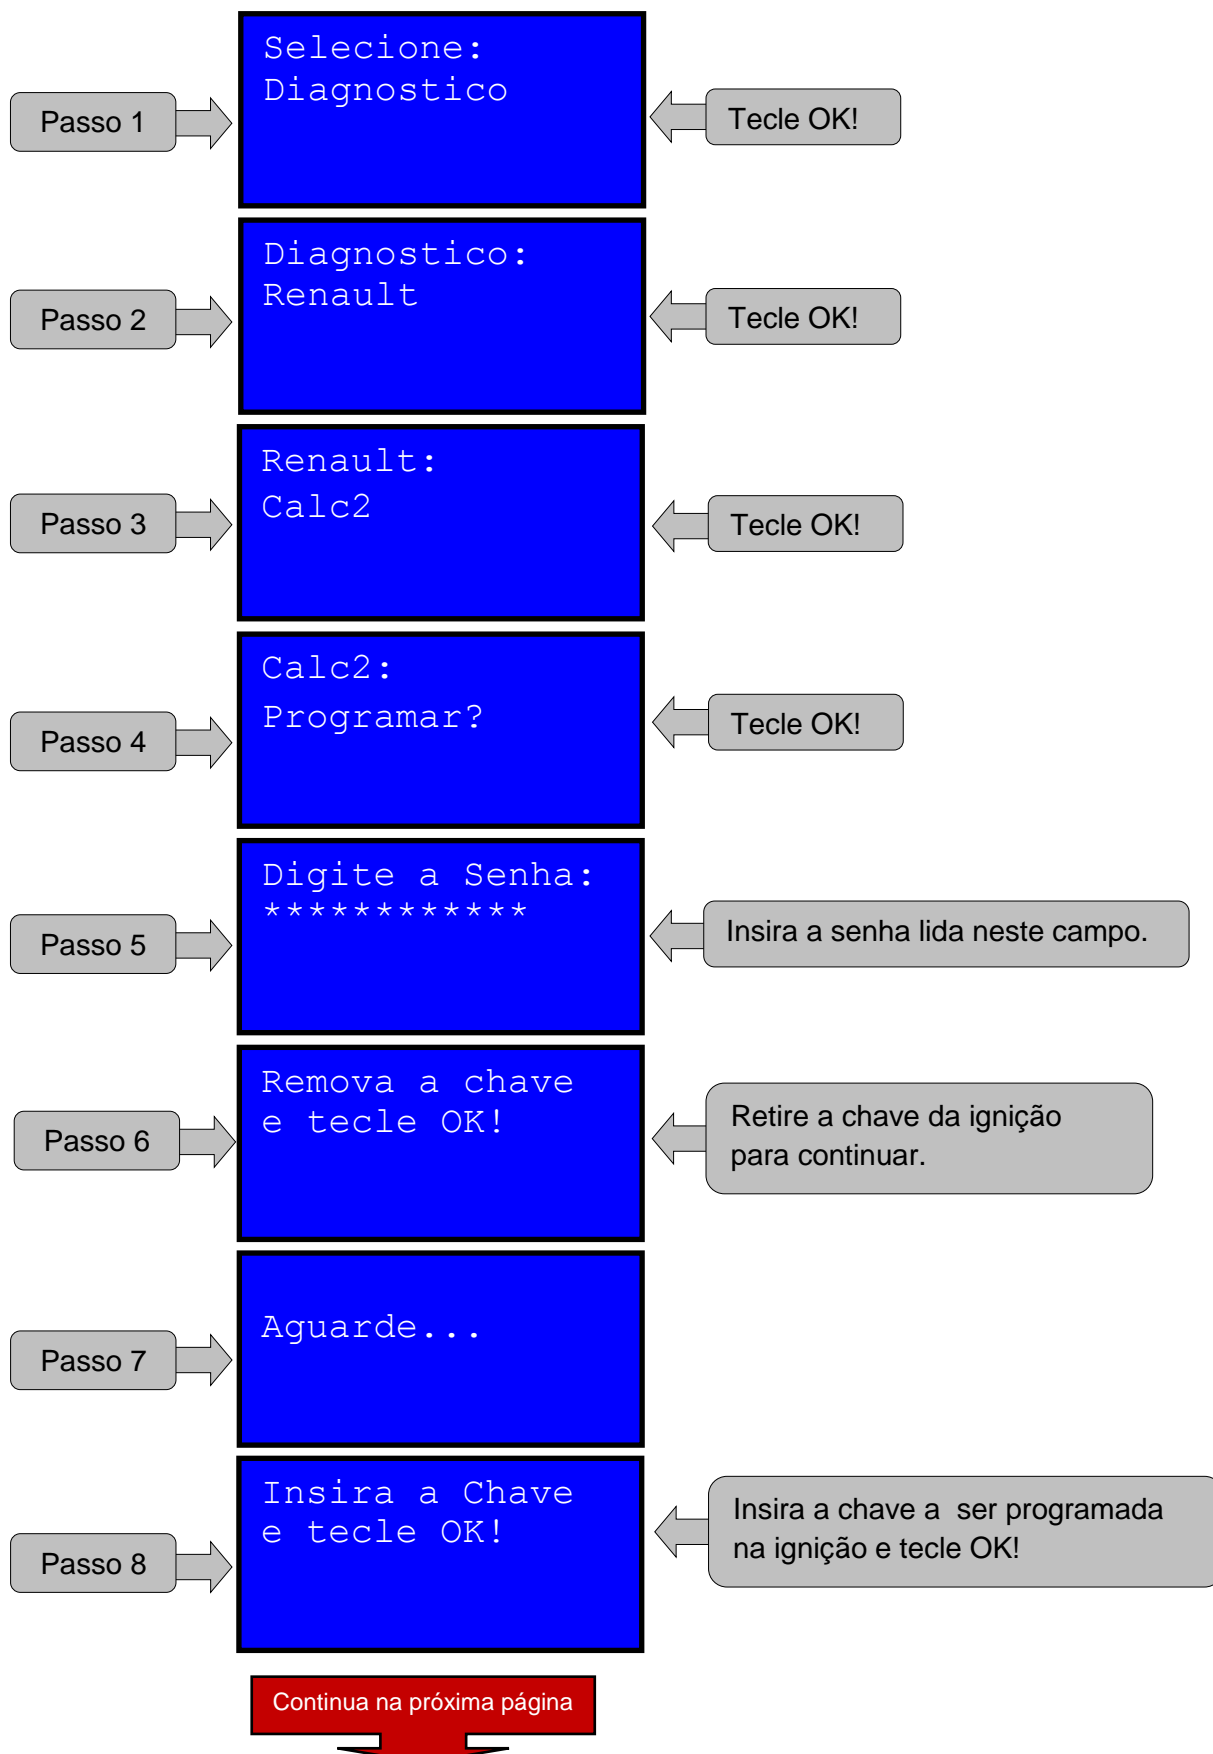 Selecione:
Diagnostico
Passo 1
Tecle OK!
Diagnostico:
Renault
Passo 2
Tecle OK!
Renault:
Calc2
Passo 3
Tecle OK!
Calc2:
Programar?
Passo 4
Tecle OK!
Digite a Senha:
************
Passo 5
Insira a senha lida neste campo.
Remova a chave
e tecle OK!
Passo 6
Retire a chave da ignição
para continuar.
Aguarde...
Passo 7
Insira a Chave
e tecle OK!
Passo 8
Insira a chave a  ser programada
na ignição e tecle OK!
Continua na próxima página